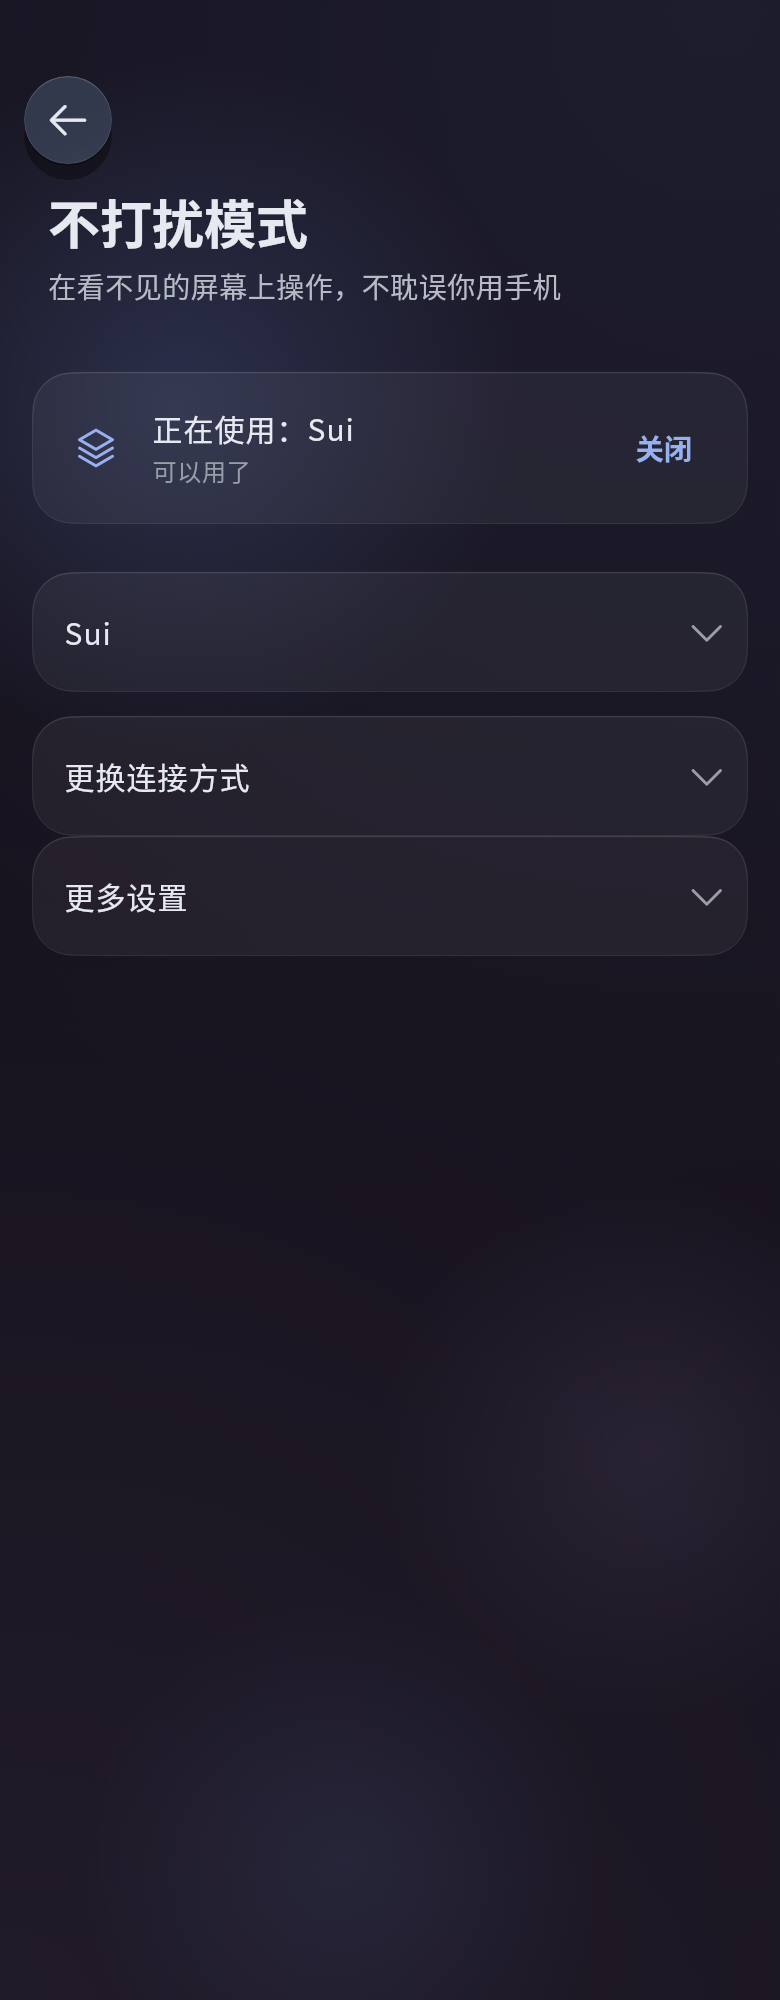 不打扰模式
在看不见的屏幕上操作，不耽误你用手机
正在使用：Sui
可以用了
关闭
Sui
更换连接方式
更多设置